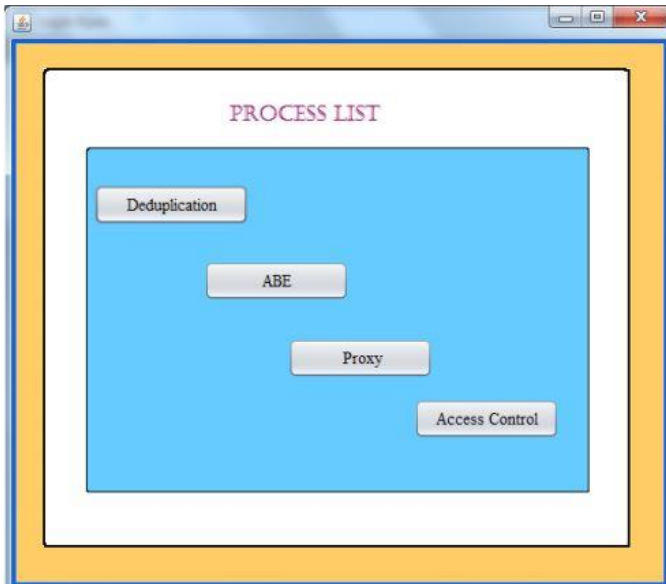 PROCESS LIST
Deduplication
ABE
Proxy
Access Control